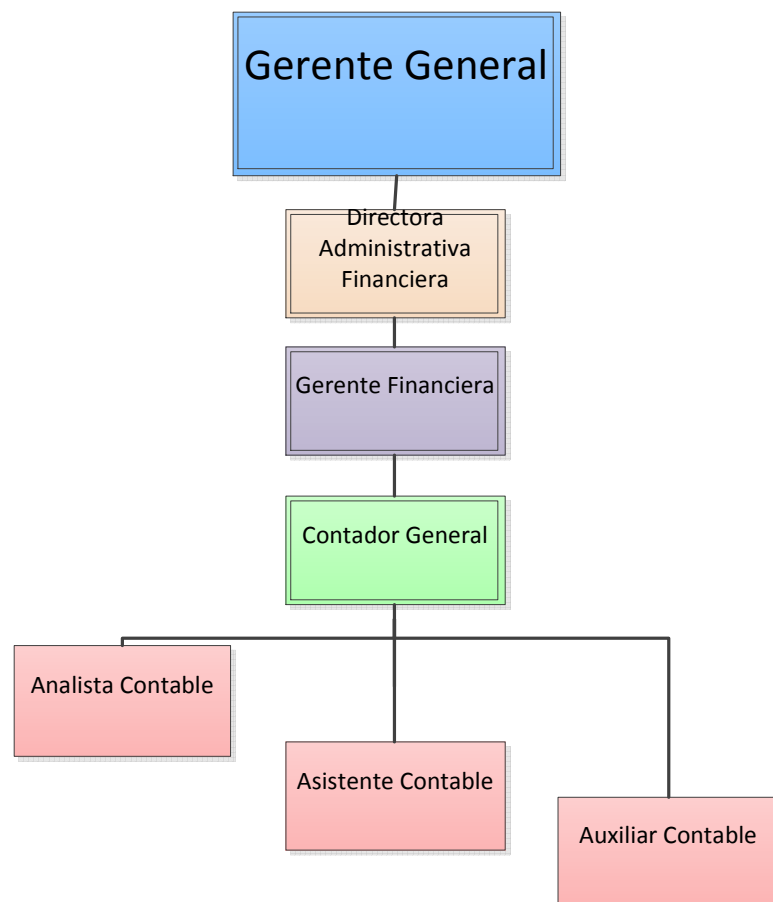 Gerente General
Directora
Administrativa
Financiera
Gerente Financiera
Contador General
Analista Contable
Asistente Contable
Auxiliar Contable